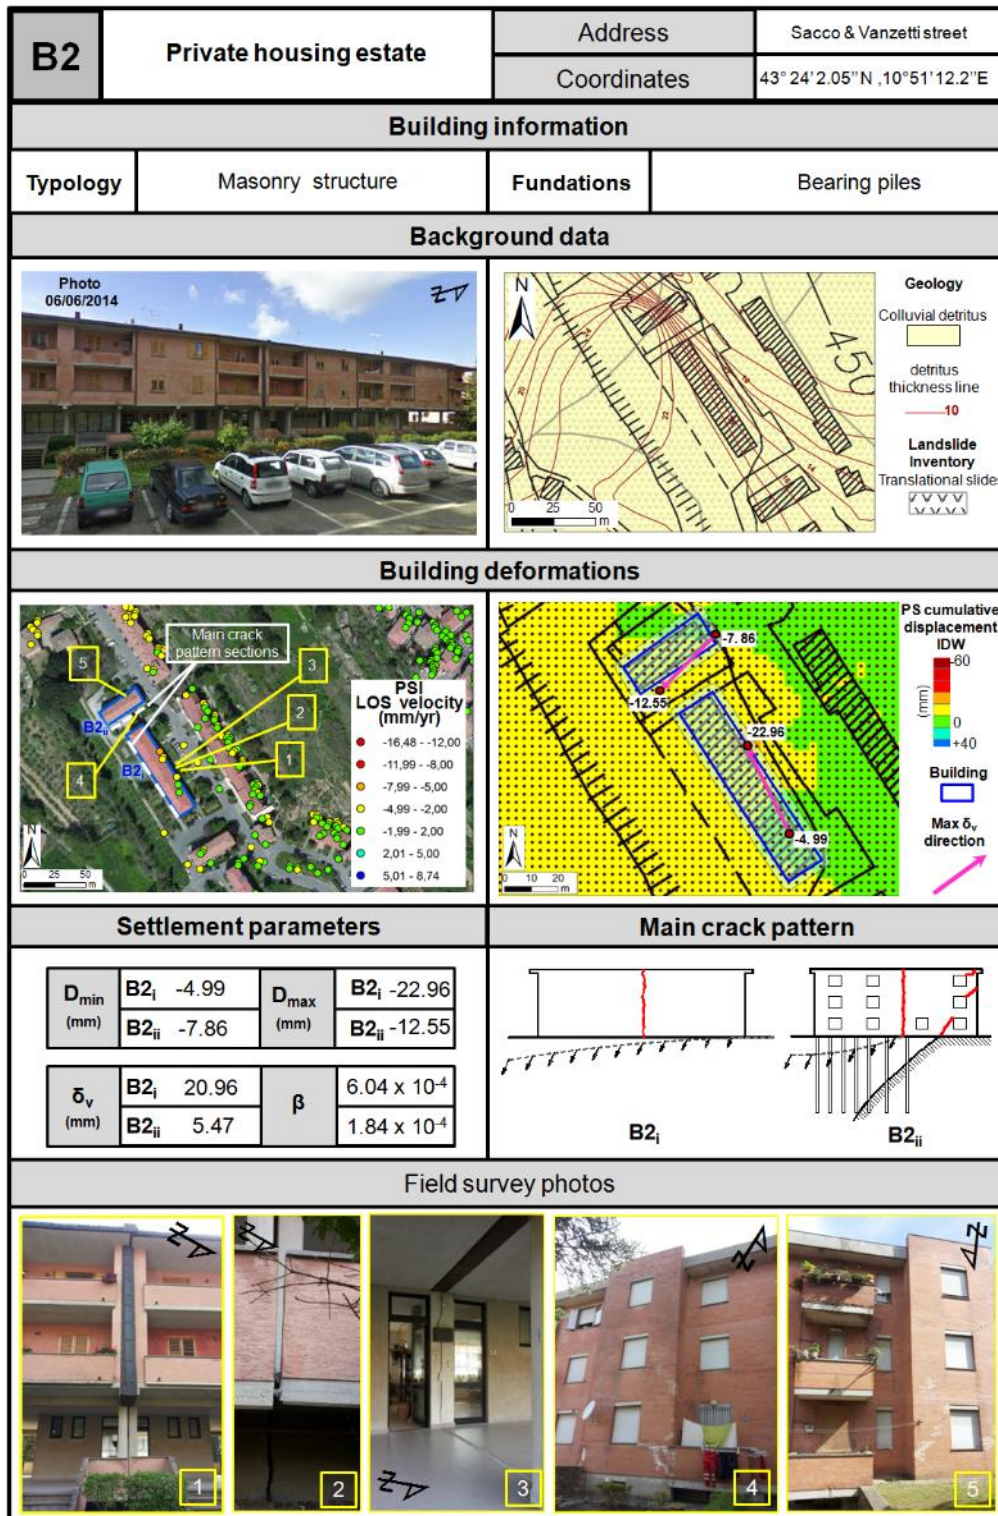 B2
Private housing estate
Address
Sacco & Vanzetti street
Coordinates
43° 24' 2.05"N ,10°51'12.2"E
Building information
Typology
Masonry structure
Fundations
Bearing piles
Background data
Photo
06/06/2014
N
N
450
24
20
22
14
0 25 50
m
Geology
Colluvial detritus
detritus
thickness line
10
Landslide
Inventory
Translational slides
Building deformations
Main crack
pattern sections
5
3
2
1
4
B2ii
B2i
N
0 25 50
m
PSI
LOS velocity
(mm/yr)
-16,48 - -12,00
-11,99 - -8,00
-7,99 - -5,00
-4,99 - -2,00
-1,99 - 2,00
2,01 - 5,00
5,01 - 8,74
-7. 86
-12.55
-22.96
-4. 99
N
0 10 20
m
PS cumulative
displacement
IDW
(mm)
-60
0
+40
Building
Max δv
direction
Settlement parameters
Main crack pattern
Dmin
(mm)
B2i -4.99
B2ii -7.86
Dmax
(mm)
B2i -22.96
B2ii -12.55
δv
(mm)
B2i 20.96
B2ii 5.47
β
6.04 x 10-4
1.84 x 10-4
B2i
B2ii
Field survey photos
N
1
N
2
N
3
N
4
N
5